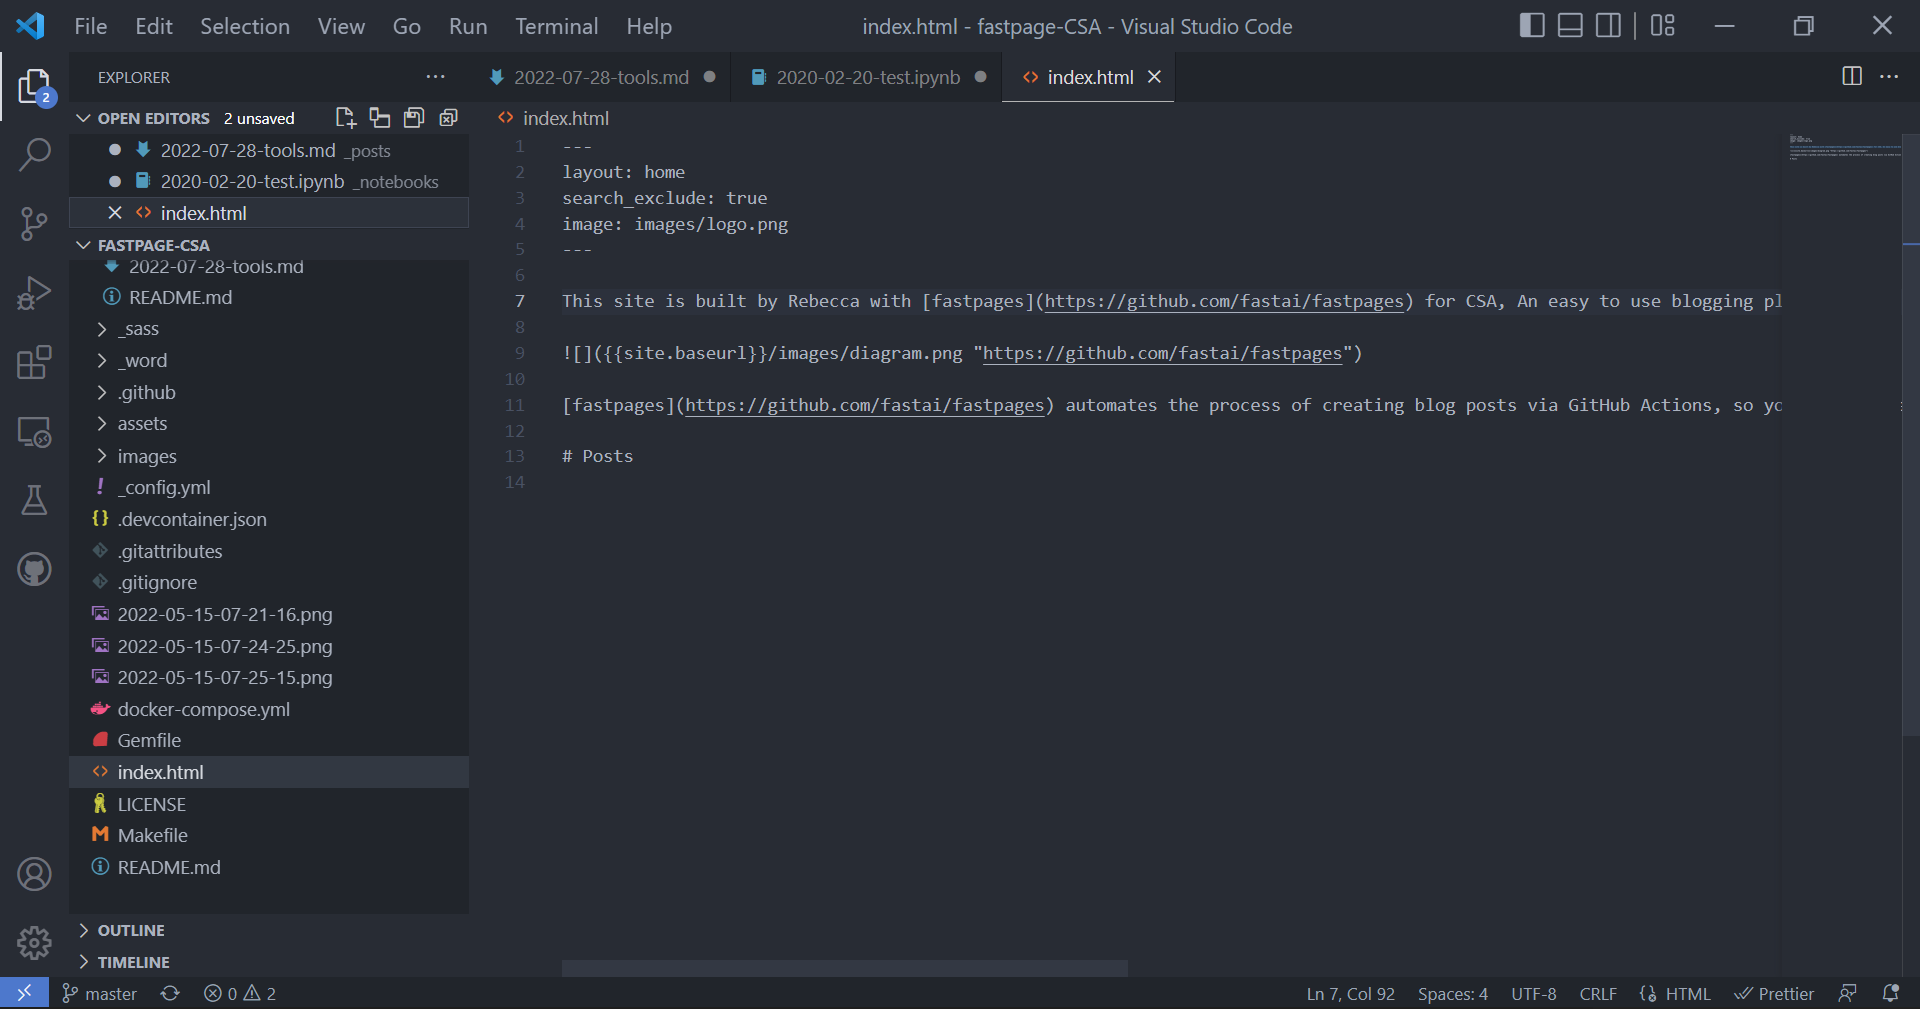 File Edit Selection View Go Run Terminal Help
index.html - fastpage-CSA - Visual Studio Code
EXPLORER
2022-07-28-tools.md
2020-02-20-test.ipynb
index.html
2
OPEN EDITORS 2 unsaved
2022-07-28-tools.md _posts
2020-02-20-test.ipynb _notebooks
index.html
FASTPAGE-CSA
2022-07-28-tools.md
README.md
_sass
_word
.github
assets
images
_config.yml
.devcontainer.json
.gitattributes
.gitignore
2022-05-15-07-21-16.png
2022-05-15-07-24-25.png
2022-05-15-07-25-15.png
docker-compose.yml
Gemfile
index.html
LICENSE
Makefile
README.md
OUTLINE
TIMELINE
index.html
1 ---
2 layout: home
3 search_exclude: true
4 image: images/logo.png
5 ---
6
7 This site is built by Rebecca with [fastpages](https://github.com/fastai/fastpages) for CSA, An easy to use blogging pl
8
9 ![]({{site.baseurl}}/images/diagram.png "https://github.com/fastai/fastpages")
10
11 [fastpages](https://github.com/fastai/fastpages) automates the process of creating blog posts via GitHub Actions, so yo
12
13 # Posts
14
master 0 2
Ln 7, Col 92 Spaces: 4 UTF-8 CRLF HTML Prettier